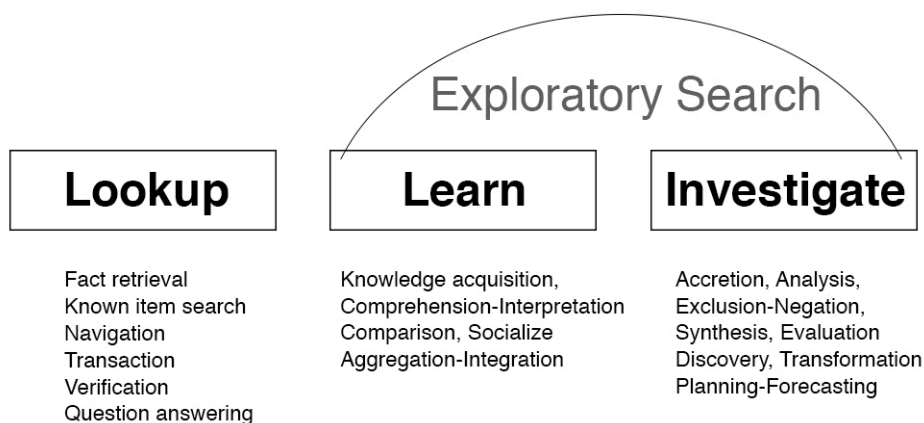 Exploratory Search
Lookup
Fact retrieval
Known item search
Navigation
Transaction
Verification
Question answering
Learn
Knowledge acquisition,
Comprehension-Interpretation
Comparison, Socialize
Aggregation-Integration
Investigate
Accretion, Analysis,
Exclusion-Negation,
Synthesis, Evaluation
Discovery, Transformation
Planning-Forecasting